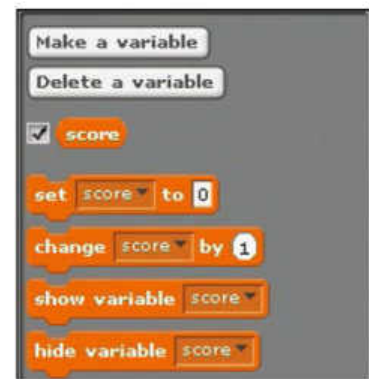 Make a variable
Delete a variable
score
set score to 0
change score by 1
show variable score
hide variable score